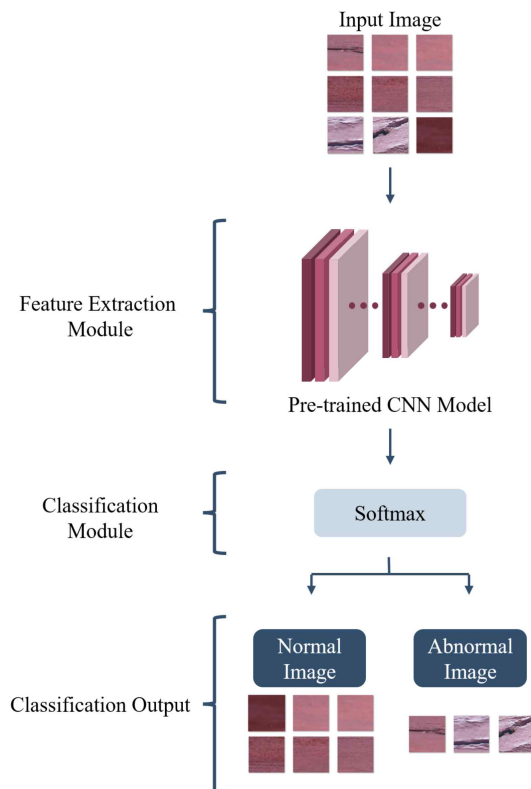 Input Image
Feature Extraction
Module
Pre-trained CNN Model
Classification
Module
Softmax
Normal
Image
Abnormal
Image
Classification Output